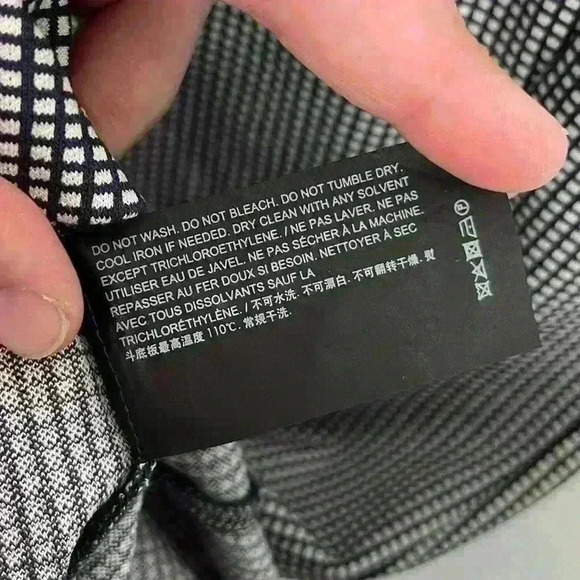 DO NOT WASH. DO NOT BLEACH. DO NOT TUMBLE DRY.
COOL IRON IF NEEDED. DRY CLEAN WITH ANY SOLVENT
EXCEPT TRICHLOROETHYLENE. / NE PAS LAVER. NE PAS
UTILISER EAU DE JAVEL. NE PAS SÉCHER À LA MACHINE.
REPASSER AU FER DOUX SI BESOIN. NETTOYER À SEC
AVEC TOUS DISSOLVANTS SAUF LA
TRICHLORÉTHYLÈNE. / 不可水洗. 不可漂白. 不可翻转干燥. 熨
斗底板最高温度 110℃. 常规干洗.